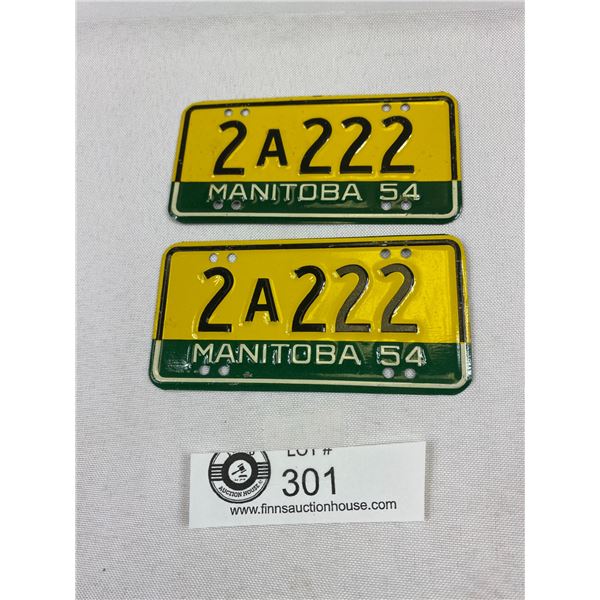 2A222
MANITOBA 54
2A222
MANITOBA 54
LOT #
301
AUCTION HOUSE
www.finnsauctionhouse.com